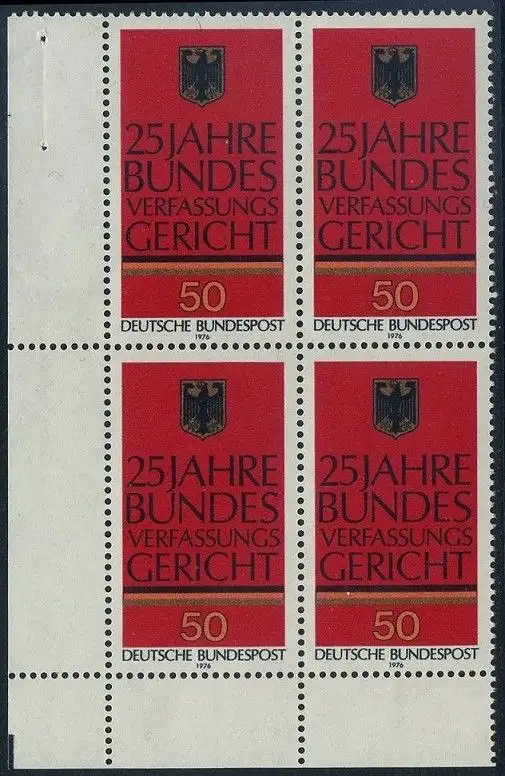 25 JAHRE
BUNDES
VERFASSUNGS
GERICHT
50
DEUTSCHE BUNDESPOST
1976
25 JAHRE
BUNDES
VERFASSUNGS
GERICHT
50
DEUTSCHE BUNDESPOST
1976
25 JAHRE
BUNDES
VERFASSUNGS
GERICHT
50
DEUTSCHE BUNDESPOST
1976
25 JAHRE
BUNDES
VERFASSUNGS
GERICHT
50
DEUTSCHE BUNDESPOST
1976